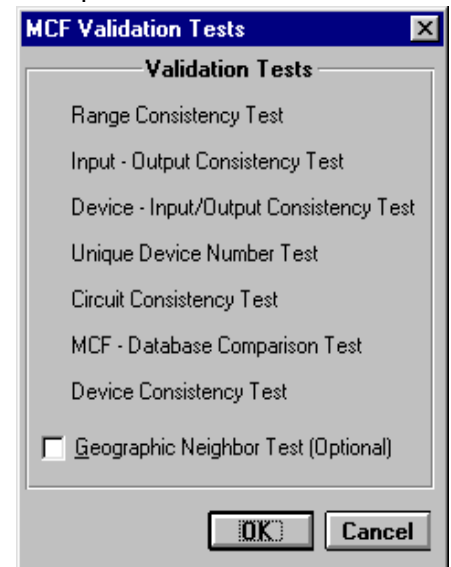 MCF Validation Tests
Validation Tests
Range Consistency Test
Input - Output Consistency Test
Device - Input/Output Consistency Test
Unique Device Number Test
Circuit Consistency Test
MCF - Database Comparison Test
Device Consistency Test
Geographic Neighbor Test (Optional)
OK Cancel